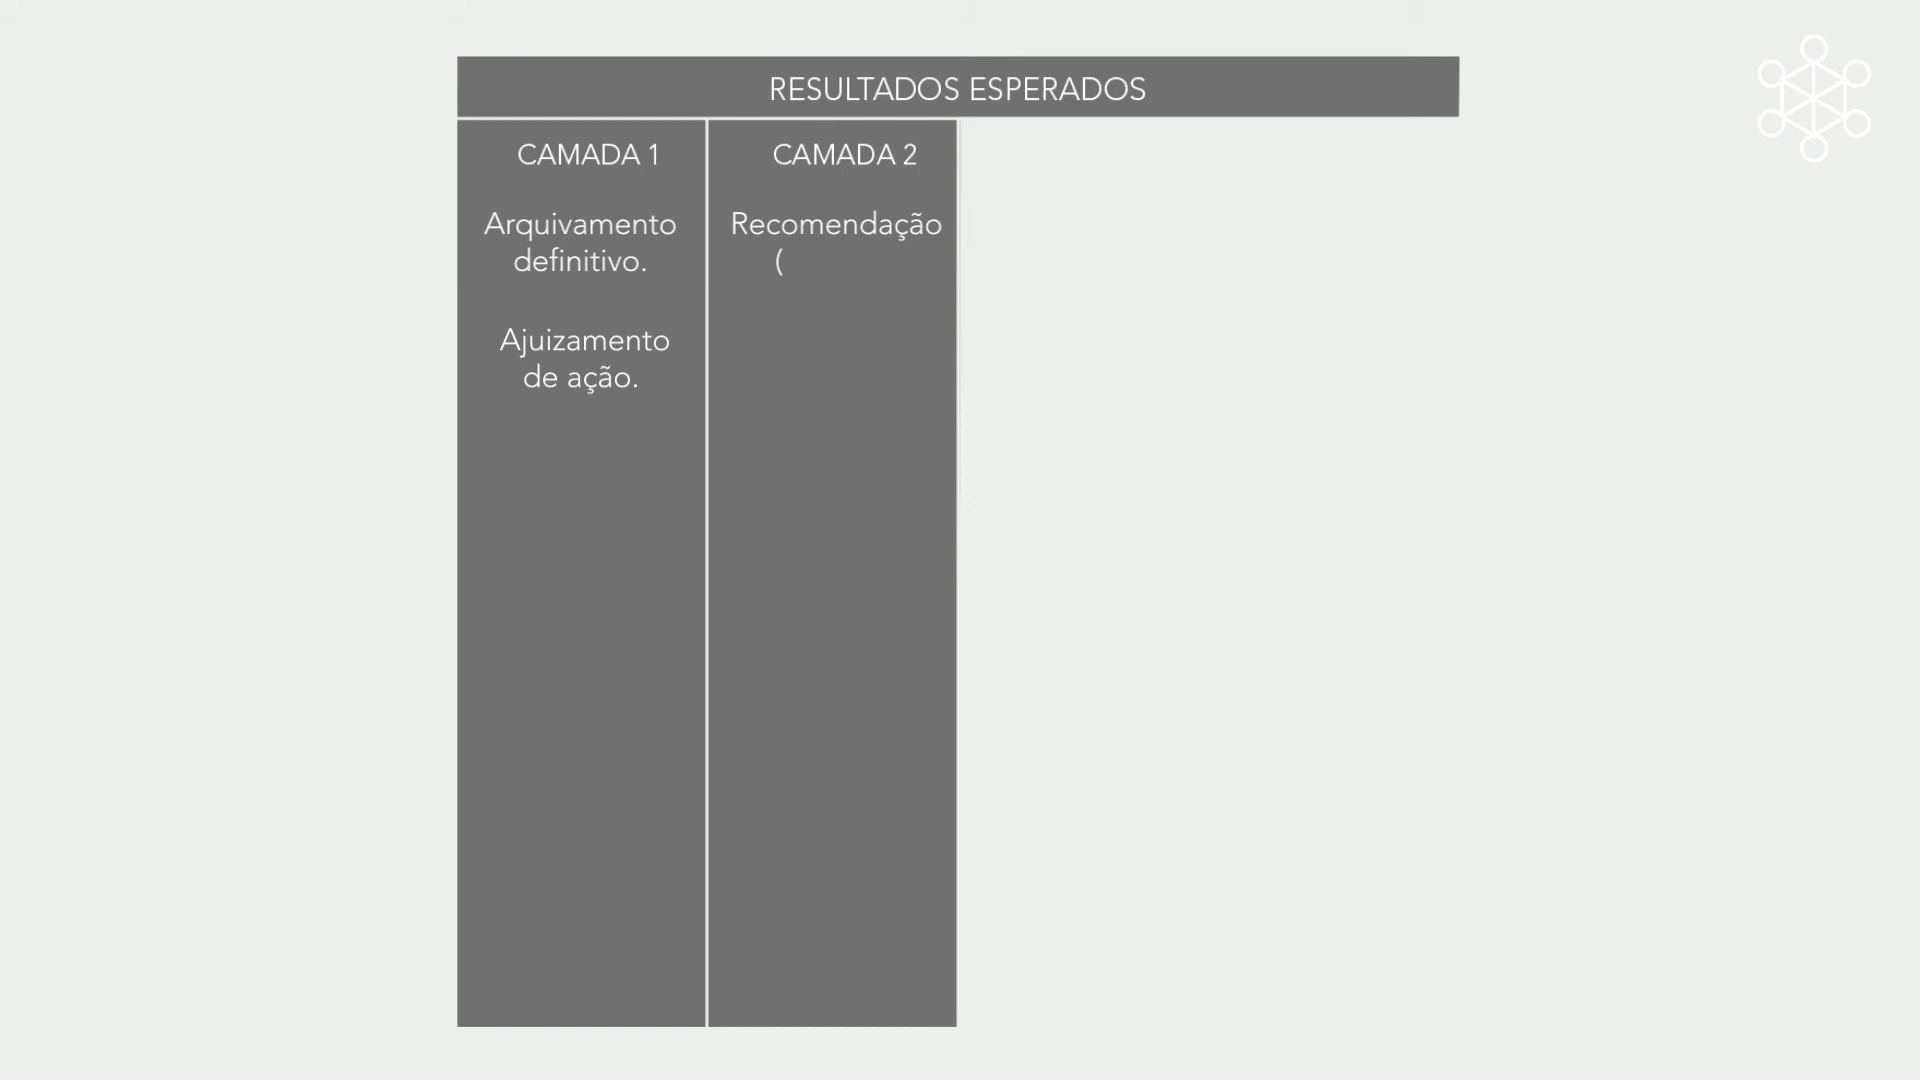 RESULTADOS ESPERADOS
CAMADA 1
Arquivamento
definitivo.
Ajuizamento
de ação.
CAMADA 2
Recomendação
(